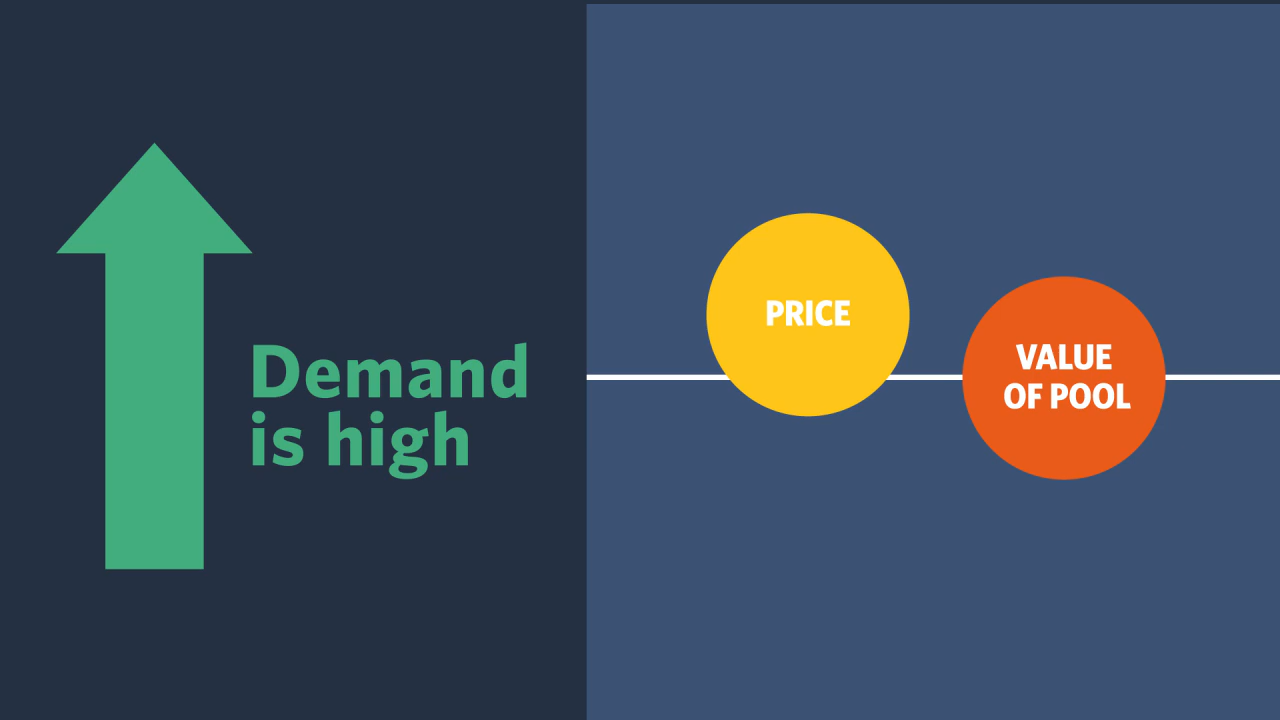 Demand
is high
PRICE
VALUE
OF POOL